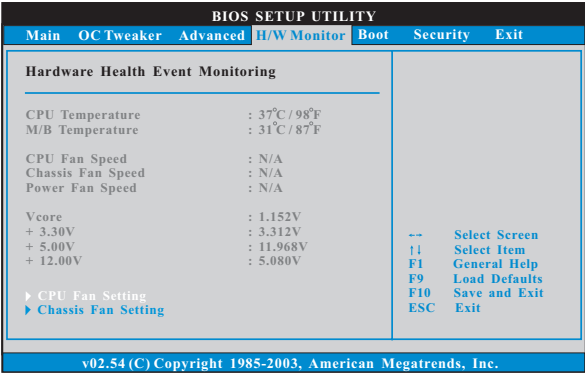 BIOS SETUP UTILITY
Main OC Tweaker Advanced H/W Monitor Boot Security Exit
Hardware Health Event Monitoring
CPU Temperature : 37°C / 98°F
M/B Temperature : 31°C / 87°F
CPU Fan Speed : N/A
Chassis Fan Speed : N/A
Power Fan Speed : N/A
Vcore : 1.152V
+ 3.30V : 3.312V
+ 5.00V : 11.968V
+ 12.00V : 5.080V
CPU Fan Setting
Chassis Fan Setting
←→ Select Screen
↑↓ Select Item
F1 General Help
F9 Load Defaults
F10 Save and Exit
ESC Exit
v02.54 (C) Copyright 1985-2003, American Megatrends, Inc.